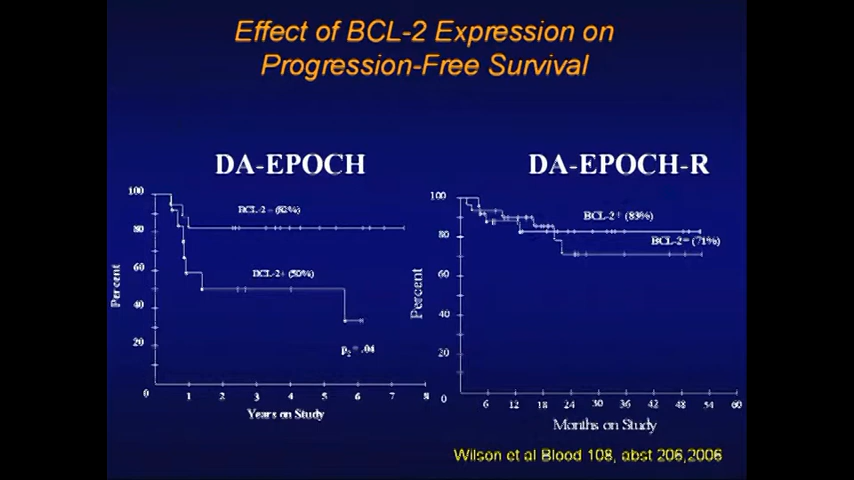 Effect of BCL-2 Expression on
Progression-Free Survival
DA-EPOCH
100
80
60
40
20
0
Percent
BCL-2 – (82%)
BCL-2+ (50%)
p₂ = .04
1
2
3
4
5
6
7
8
Years on Study
DA-EPOCH-R
100
80
60
40
20
0
Percent
BCL-2+ (83%)
BCL-2= (71%)
6
12
18
24
30
36
42
48
54
60
Months on Study
Wilson et al Blood 108, abst 206,2006